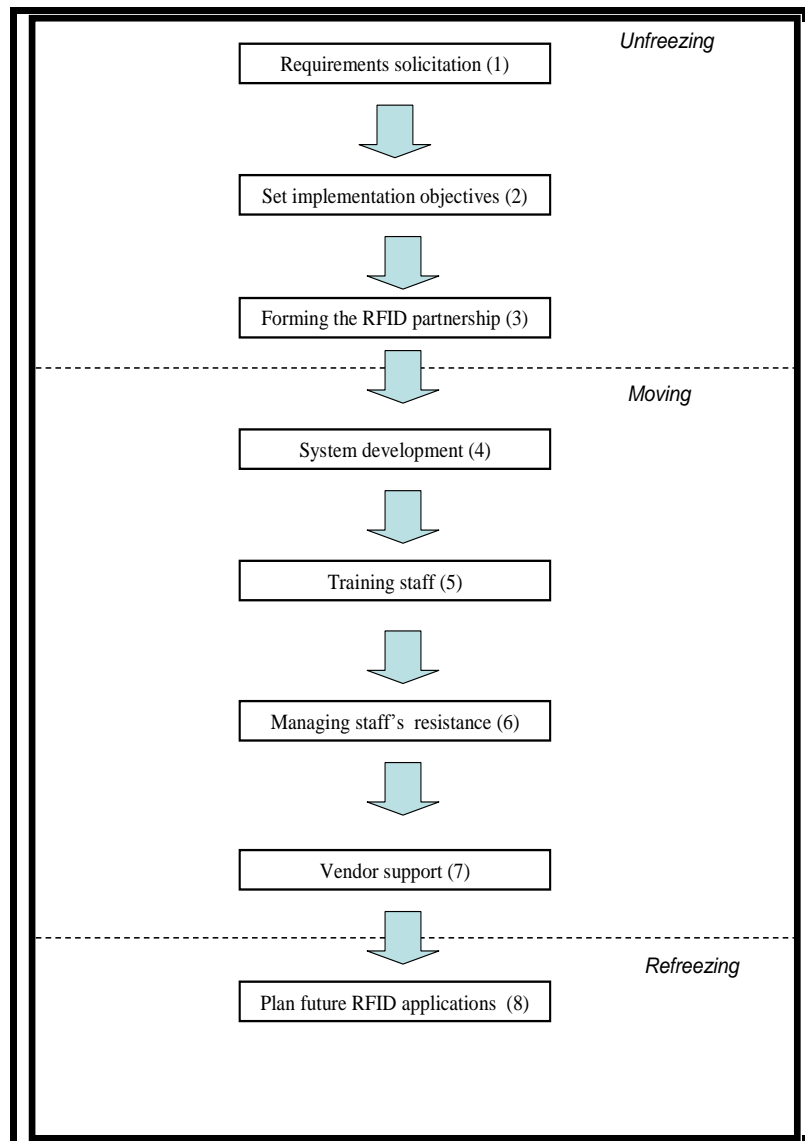 Unfreezing
Requirements solicitation (1)
Set implementation objectives (2)
Forming the RFID partnership (3)
Moving
System development (4)
Training staff (5)
Managing staff’s resistance (6)
Vendor support (7)
Refreezing
Plan future RFID applications (8)